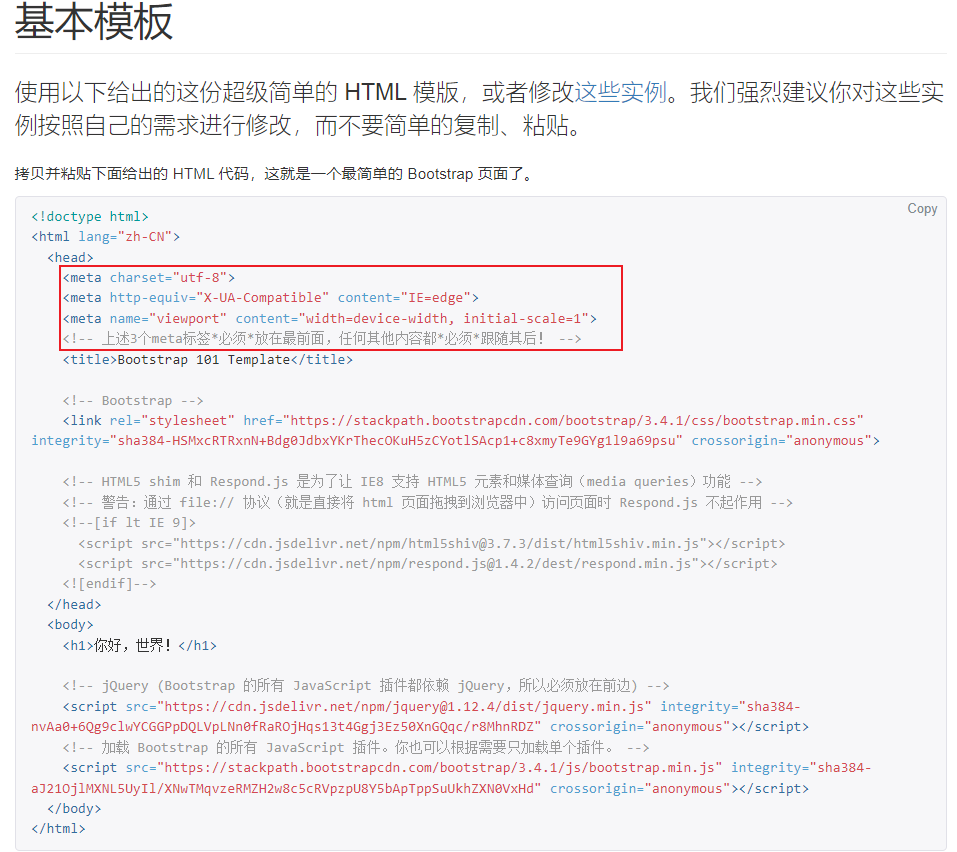 基本模板
使用以下给出的这份超级简单的 HTML 模版，或者修改这些实例。我们强烈建议你对这些实
例按照自己的需求进行修改，而不要简单的复制、粘贴。
拷贝并粘贴下面给出的 HTML 代码，这就是一个最简单的 Bootstrap 页面了。
Copy
<!doctype html>
<html lang="zh-CN">
  <head>
    <meta charset="utf-8">
    <meta http-equiv="X-UA-Compatible" content="IE=edge">
    <meta name="viewport" content="width=device-width, initial-scale=1">
    <!-- 上述3个meta标签*必须*放在最前面，任何其他内容都*必须*跟随其后！ -->
    <title>Bootstrap 101 Template</title>

    <!-- Bootstrap -->
    <link rel="stylesheet" href="https://stackpath.bootstrapcdn.com/bootstrap/3.4.1/css/bootstrap.min.css"
integrity="sha384-HSMxcRTRxnN+Bdg0JdbxYKrThecOKuH5zCYotlSAcp1+c8xmyTe9GYg1l9a69psu" crossorigin="anonymous">

    <!-- HTML5 shim 和 Respond.js 是为了让 IE8 支持 HTML5 元素和媒体查询（media queries）功能 -->
    <!-- 警告：通过 file:// 协议（就是直接将 html 页面拖拽到浏览器中）访问页面时 Respond.js 不起作用 -->
    <!--[if lt IE 9]>
      <script src="https://cdn.jsdelivr.net/npm/html5shiv@3.7.3/dist/html5shiv.min.js"></script>
      <script src="https://cdn.jsdelivr.net/npm/respond.js@1.4.2/dest/respond.min.js"></script>
    <![endif]-->
  </head>
  <body>
    <h1>你好，世界！</h1>

    <!-- jQuery (Bootstrap 的所有 JavaScript 插件都依赖 jQuery，所以必须放在前边) -->
    <script src="https://cdn.jsdelivr.net/npm/jquery@1.12.4/dist/jquery.min.js" integrity="sha384-
nvAa0+6Qg9clwYCGGPpDQLVpLNn0fRaROjHqs13t4Ggj3Ez50XnGQqc/r8MhnRDZ" crossorigin="anonymous"></script>
    <!-- 加载 Bootstrap 的所有 JavaScript 插件。你也可以根据需要只加载单个插件。 -->
    <script src="https://stackpath.bootstrapcdn.com/bootstrap/3.4.1/js/bootstrap.min.js" integrity="sha384-
aJ21OjlMXNL5UyIl/XNwTMqvzeRMZH2w8c5cRVpzpU8Y5bApTppSuUkhZXN0VxHd" crossorigin="anonymous"></script>
  </body>
</html>